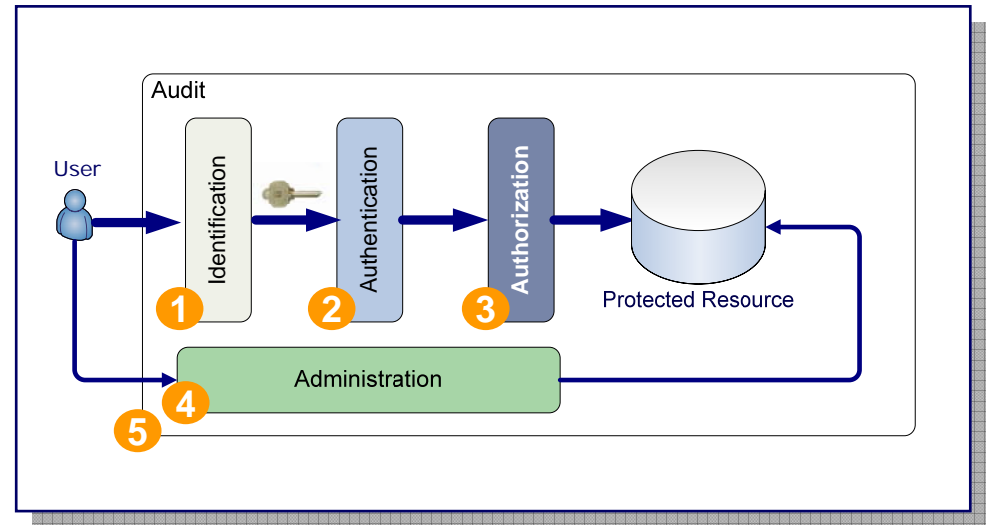 Audit
User
Identification
Authentication
Authorization
Protected Resource
1
2
3
Administration
4
5